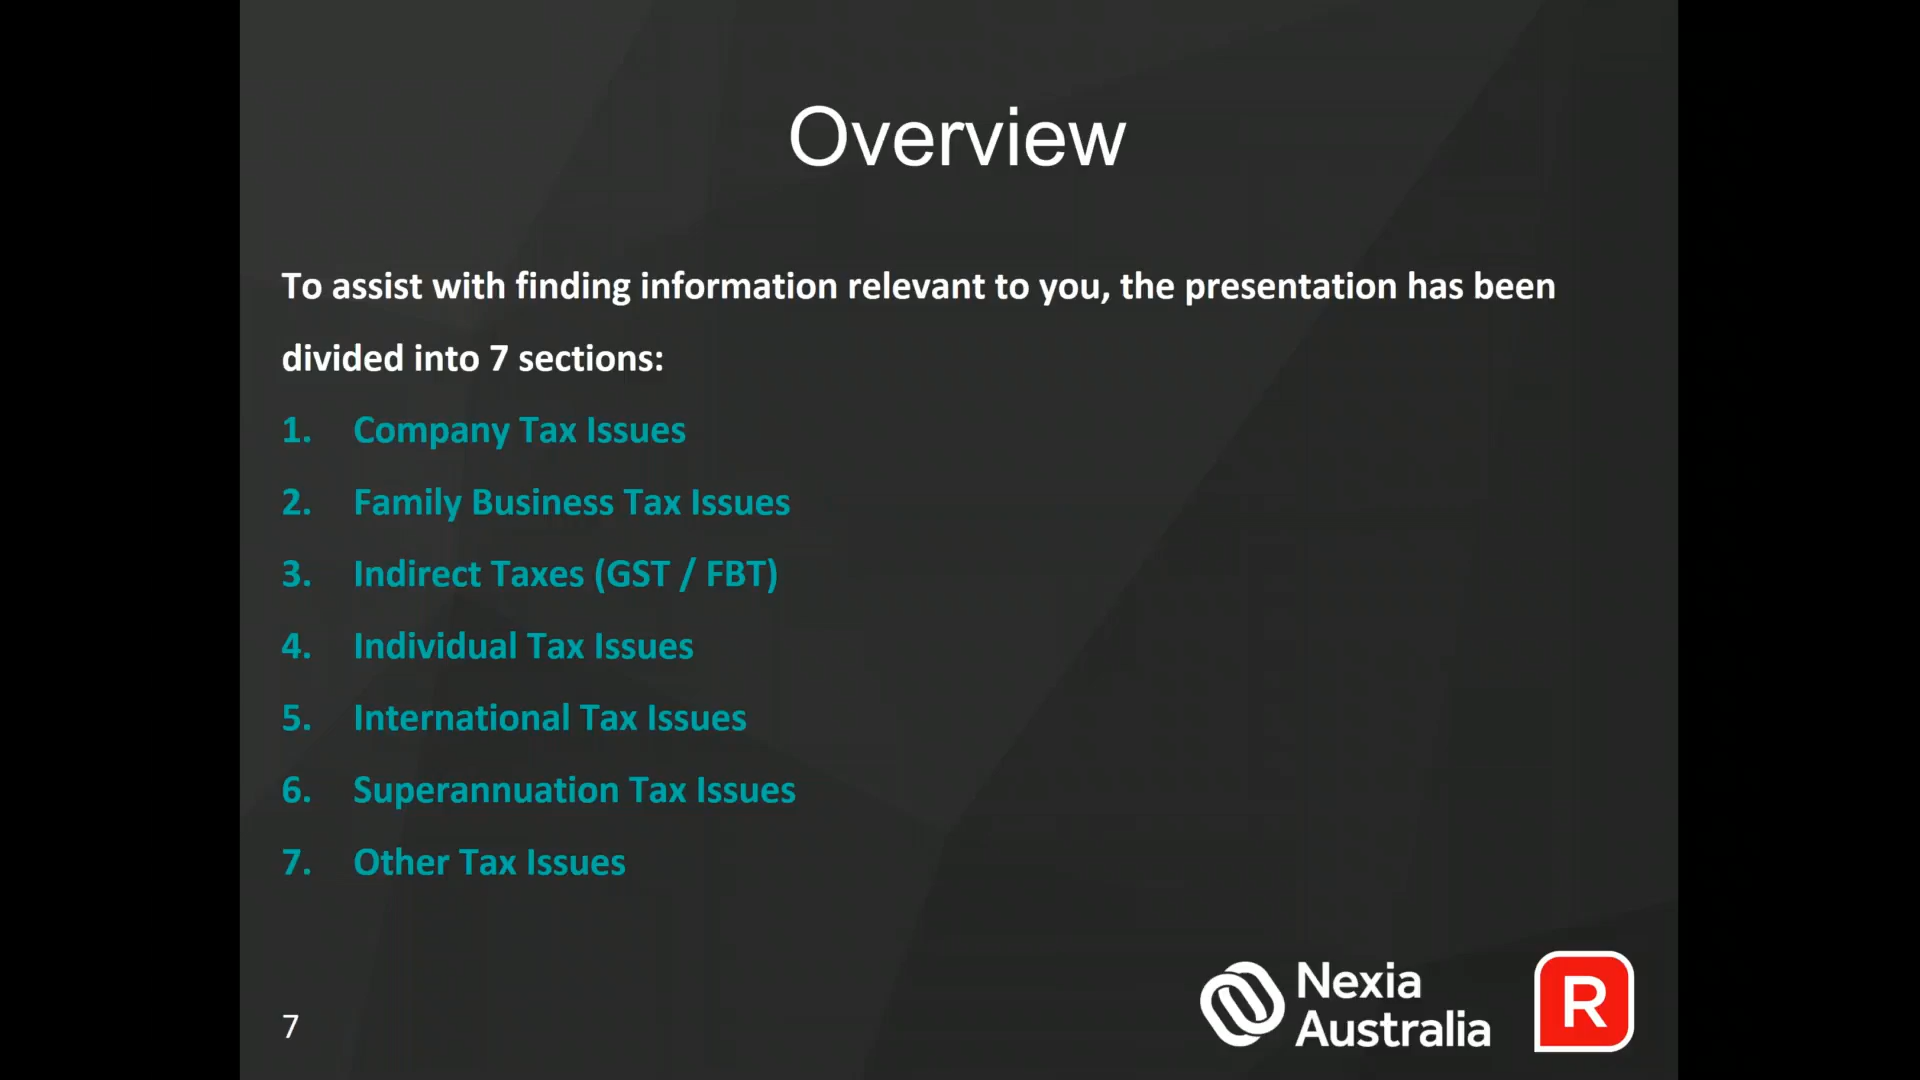 Overview
To assist with finding information relevant to you, the presentation has been
divided into 7 sections:
1. Company Tax Issues
2. Family Business Tax Issues
3. Indirect Taxes (GST / FBT)
4. Individual Tax Issues
5. International Tax Issues
6. Superannuation Tax Issues
7. Other Tax Issues
7
Nexia
Australia
R